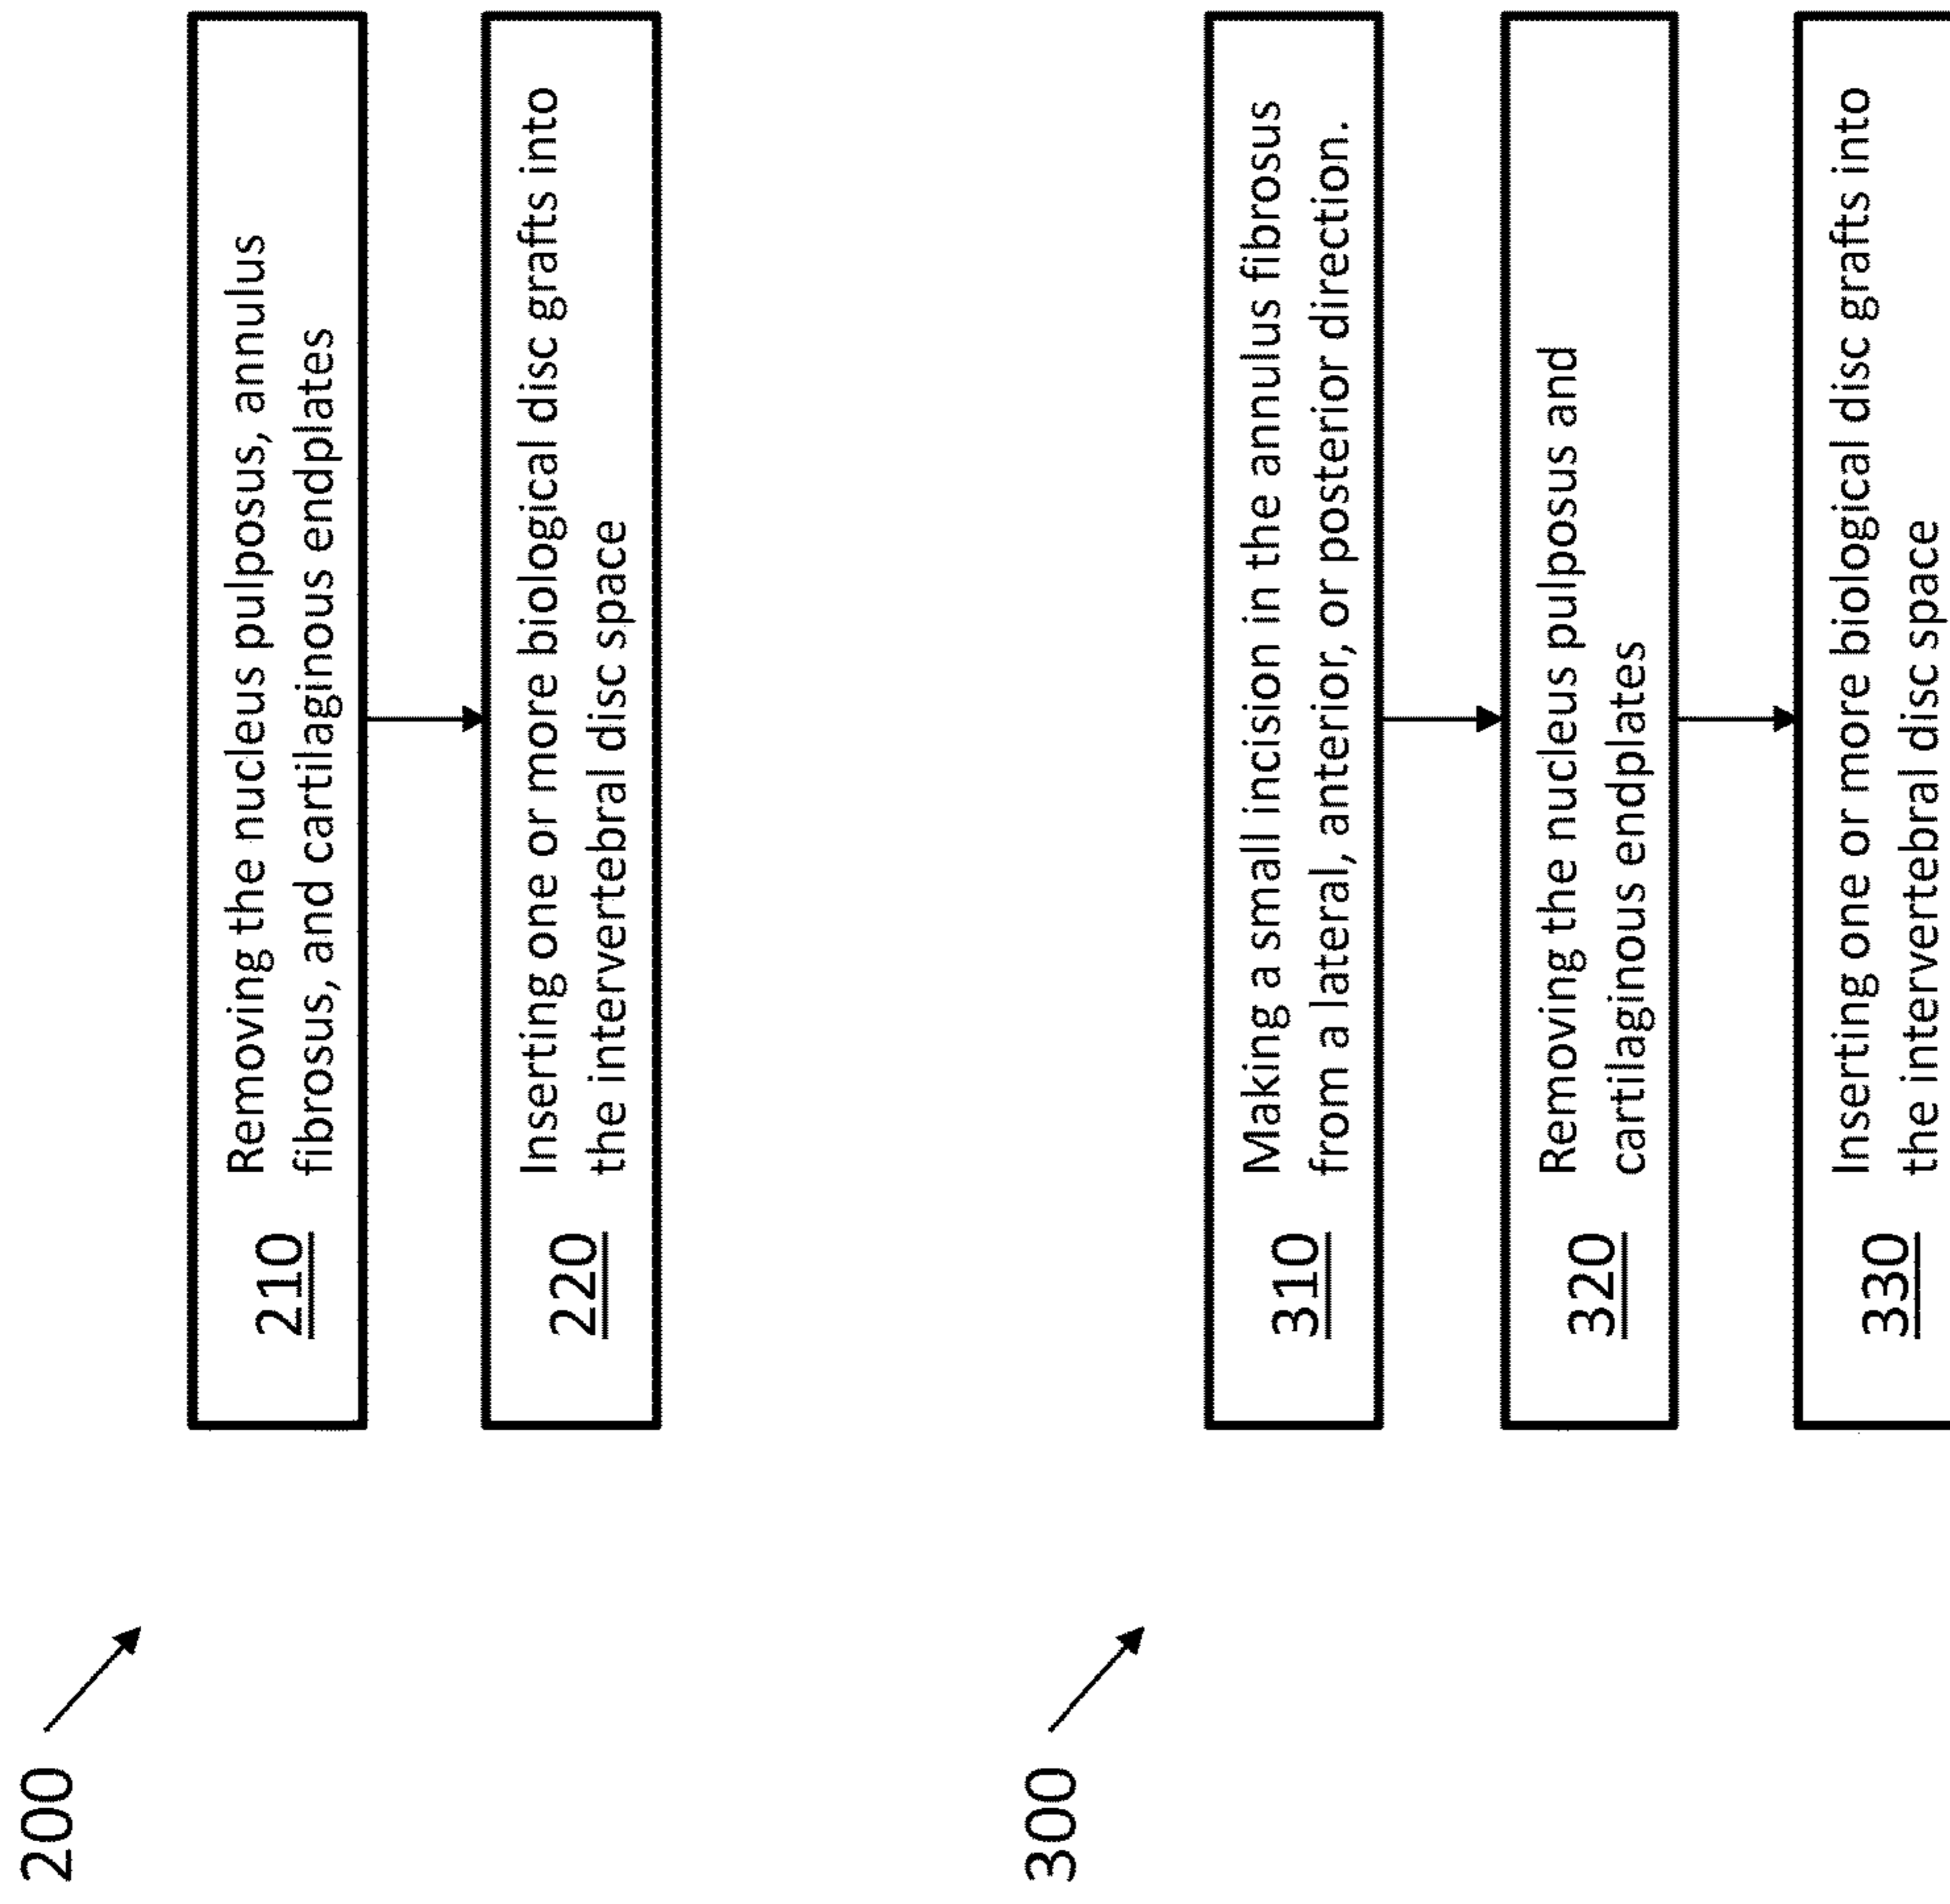 200
210
Removing the nucleus pulposus, annulus
fibrosus, and cartilaginous endplates
220
Inserting one or more biological disc grafts into
the intervertebral disc space
300
310
Making a small incision in the annulus fibrosus
from a lateral, anterior, or posterior direction.
320
Removing the nucleus pulposus and
cartilaginous endplates
330
Inserting one or more biological disc grafts into
the intervertebral disc space